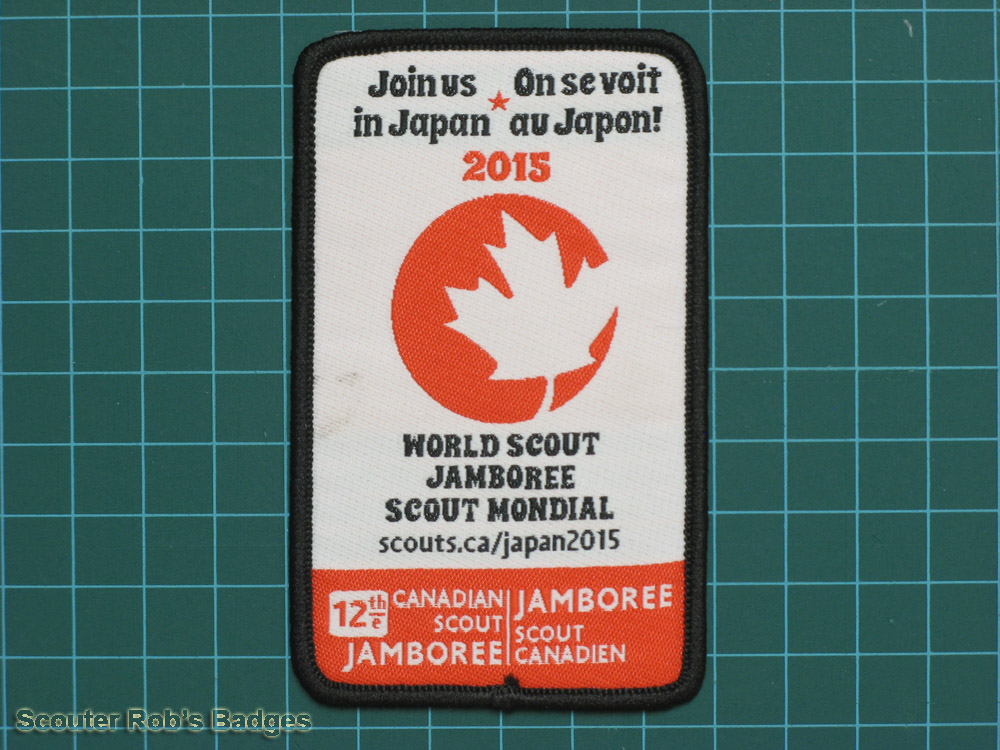 Join us
in Japan
On se voit
au Japon!
2015
WORLD SCOUT
JAMBOREE
SCOUT MONDIAL
scouts.ca/japan2015
12th/e
CANADIAN
SCOUT
JAMBOREE
JAMBOREE
SCOUT
CANADIEN
Scouter Rob's Badges